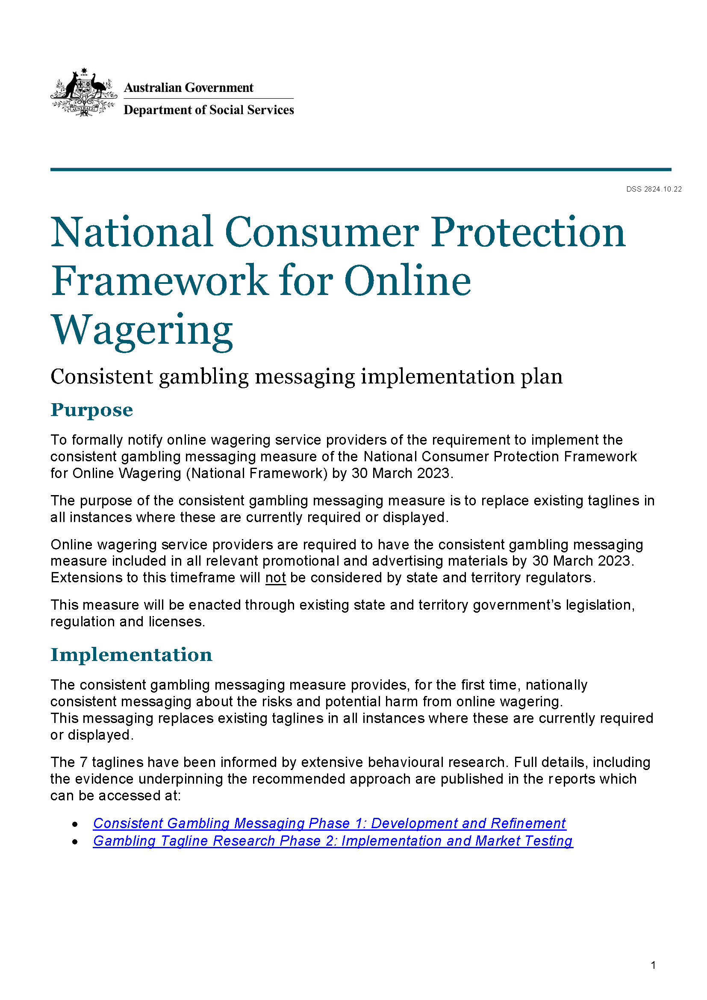 Australian Government
Department of Social Services
AUSTRALIA
DSS 2824.10.22
National Consumer Protection
Framework for Online
Wagering
Consistent gambling messaging implementation plan
Purpose
To formally notify online wagering service providers of the requirement to implement the
consistent gambling messaging measure of the National Consumer Protection Framework
for Online Wagering (National Framework) by 30 March 2023.
The purpose of the consistent gambling messaging measure is to replace existing taglines in
all instances where these are currently required or displayed.
Online wagering service providers are required to have the consistent gambling messaging
measure included in all relevant promotional and advertising materials by 30 March 2023.
Extensions to this timeframe will not be considered by state and territory regulators.
This measure will be enacted through existing state and territory government’s legislation,
regulation and licenses.
Implementation
The consistent gambling messaging measure provides, for the first time, nationally
consistent messaging about the risks and potential harm from online wagering.
This messaging replaces existing taglines in all instances where these are currently required
or displayed.
The 7 taglines have been informed by extensive behavioural research. Full details, including
the evidence underpinning the recommended approach are published in the reports which
can be accessed at:
• Consistent Gambling Messaging Phase 1: Development and Refinement
• Gambling Tagline Research Phase 2: Implementation and Market Testing
1